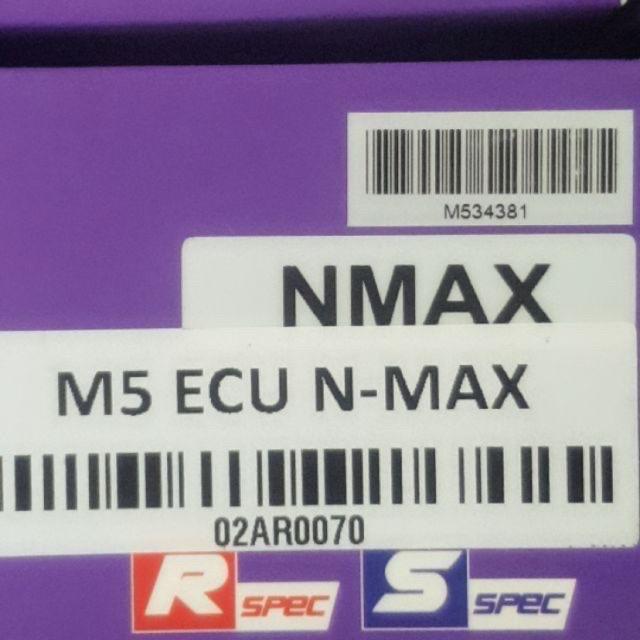 M534381
NMAX
M5 ECU N-MAX
02AR0070
R SPEC S SPEC